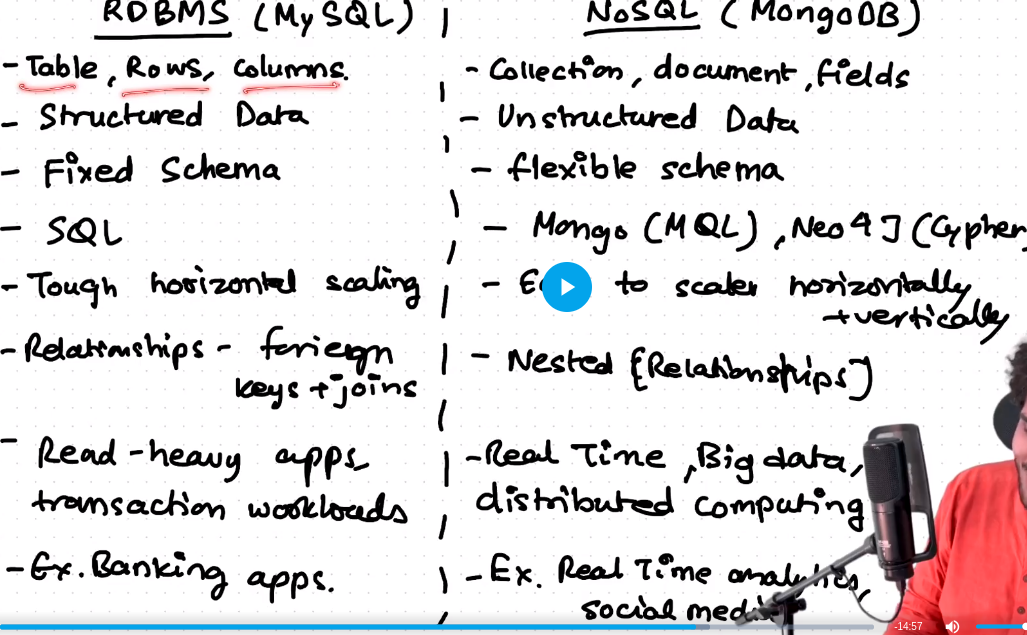 RDBMS (MySQL)
- Table, Rows, Columns.
- Structured Data
- Fixed Schema
- SQL
- Tough horizontal scaling
- Relationships - foriegn
keys + joins
- Read-heavy apps,
transaction workloads
- Ex. Banking apps.
NoSQL (MongoDB)
- Collection, document, fields
- Unstructured Data
- flexible schema
- Mongo (MQL), Neo4J (Cypher
- to scaler horizontally
+ vertically
- Nested [Relationships]
- Real Time, Big data,
distributed computing
- Ex. Real Time analytics,
social media
-14:57